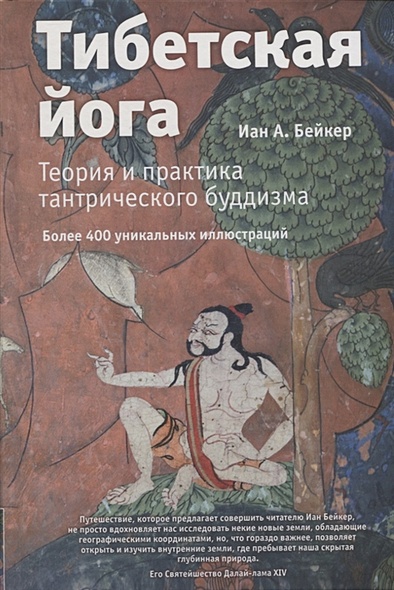 Тибетская
йога
Иан А. Бейкер
Теория и практика
тантрического буддизма
Более 400 уникальных иллюстраций
Путешествие, которое предлагает совершить читателю Иан Бейкер,
не просто вдохновляет нас исследовать некие новые земли, обладающие
географическими координатами, но, что гораздо важнее, позволяет
открыть и изучить внутренние земли, где пребывает наша скрытая
глубинная природа.
Его Святейшество Далай-лама XIV